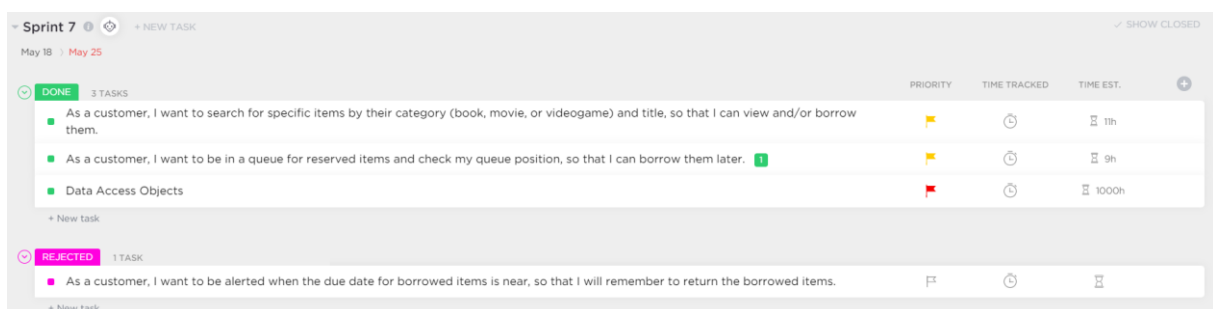 Sprint 7 + NEW TASK SHOW CLOSED
May 18 May 25
DONE 3 TASKS PRIORITY TIME TRACKED TIME EST.
As a customer, I want to search for specific items by their category (book, movie, or videogame) and title, so that I can view and/or borrow
them.
11h
As a customer, I want to be in a queue for reserved items and check my queue position, so that I can borrow them later. 1 9h
Data Access Objects 1000h
+ New task
REJECTED 1 TASK
As a customer, I want to be alerted when the due date for borrowed items is near, so that I will remember to return the borrowed items.
+ New task